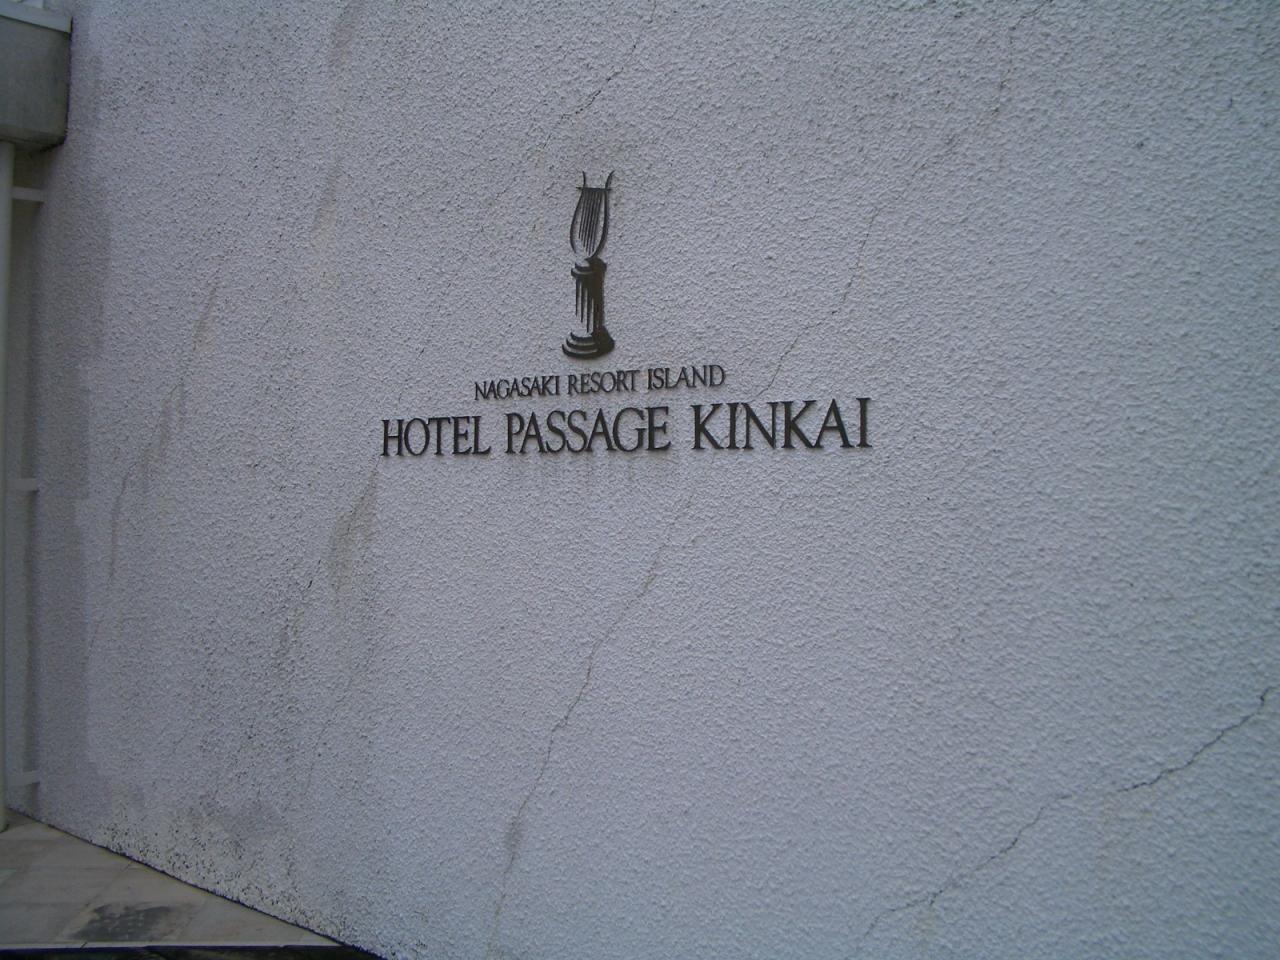 NAGASAKI RESORT ISLAND
HOTEL PASSAGE KINKAI